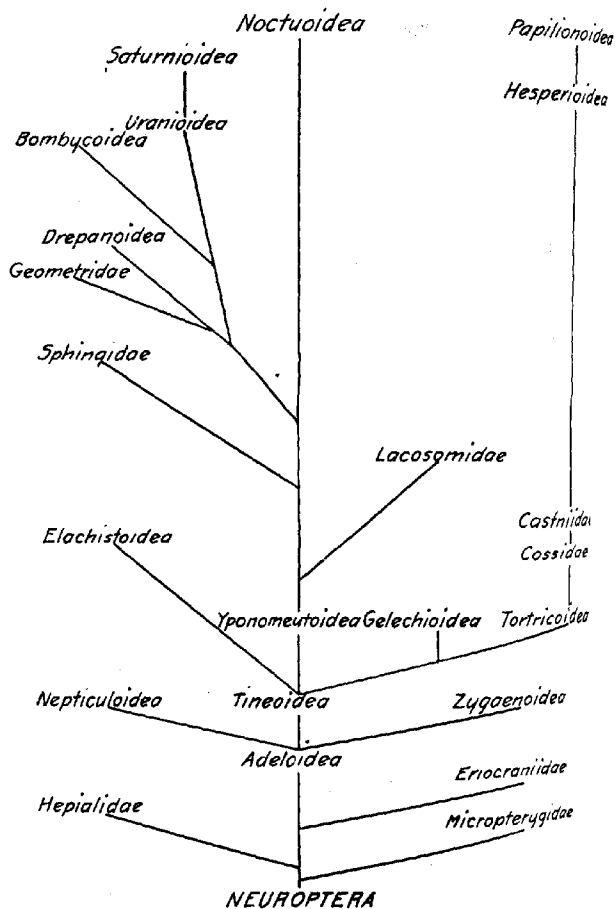 Noctuoidea
Papilionoidea
Saturnioidea
Hesperioidea
Uranioidea
Bombycoidea
Drepanoidea
Geometridae
Sphingidae
Lacosomidae
Castniidae
Elachistoidea
Cossidae
Yponomeutoidea Gelechioidea Tortricoidea
Nepticuloidea Tineoidea Zygaenoidea
Adeloidea
Eriocraniidae
Hepialidae
Micropterygidae
NEUROPTERA